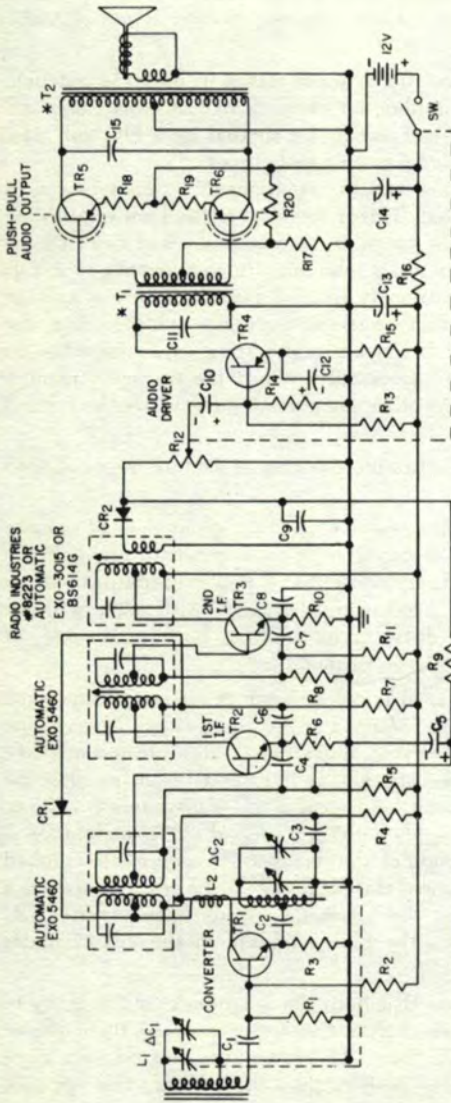 RADIO INDUSTRIES
#8223 OR
AUTOMATIC
EXO-3015 OR
BS614G
PUSH-PULL
AUDIO OUTPUT
AUTOMATIC
EXO 5460
CR1
AUTOMATIC
EXO 5460
AUDIO
DRIVER
* T1
* T2
TR5
TR6
R18
R19
C15
R20
R17
C11
TR4
C10
R12
R14
C12
R13
R15
C13
R16
C14
12V
SW.
CR2
C9
2ND
I.F.
TR3
C8
C7
R10
R8
R11
1ST
I.F.
TR2
C6
C4
R6
R7
R5
R4
C5
R9
L1
ΔC1
CONVERTER
TR1
L2
ΔC2
C3
C2
C1
R1
R3
R2